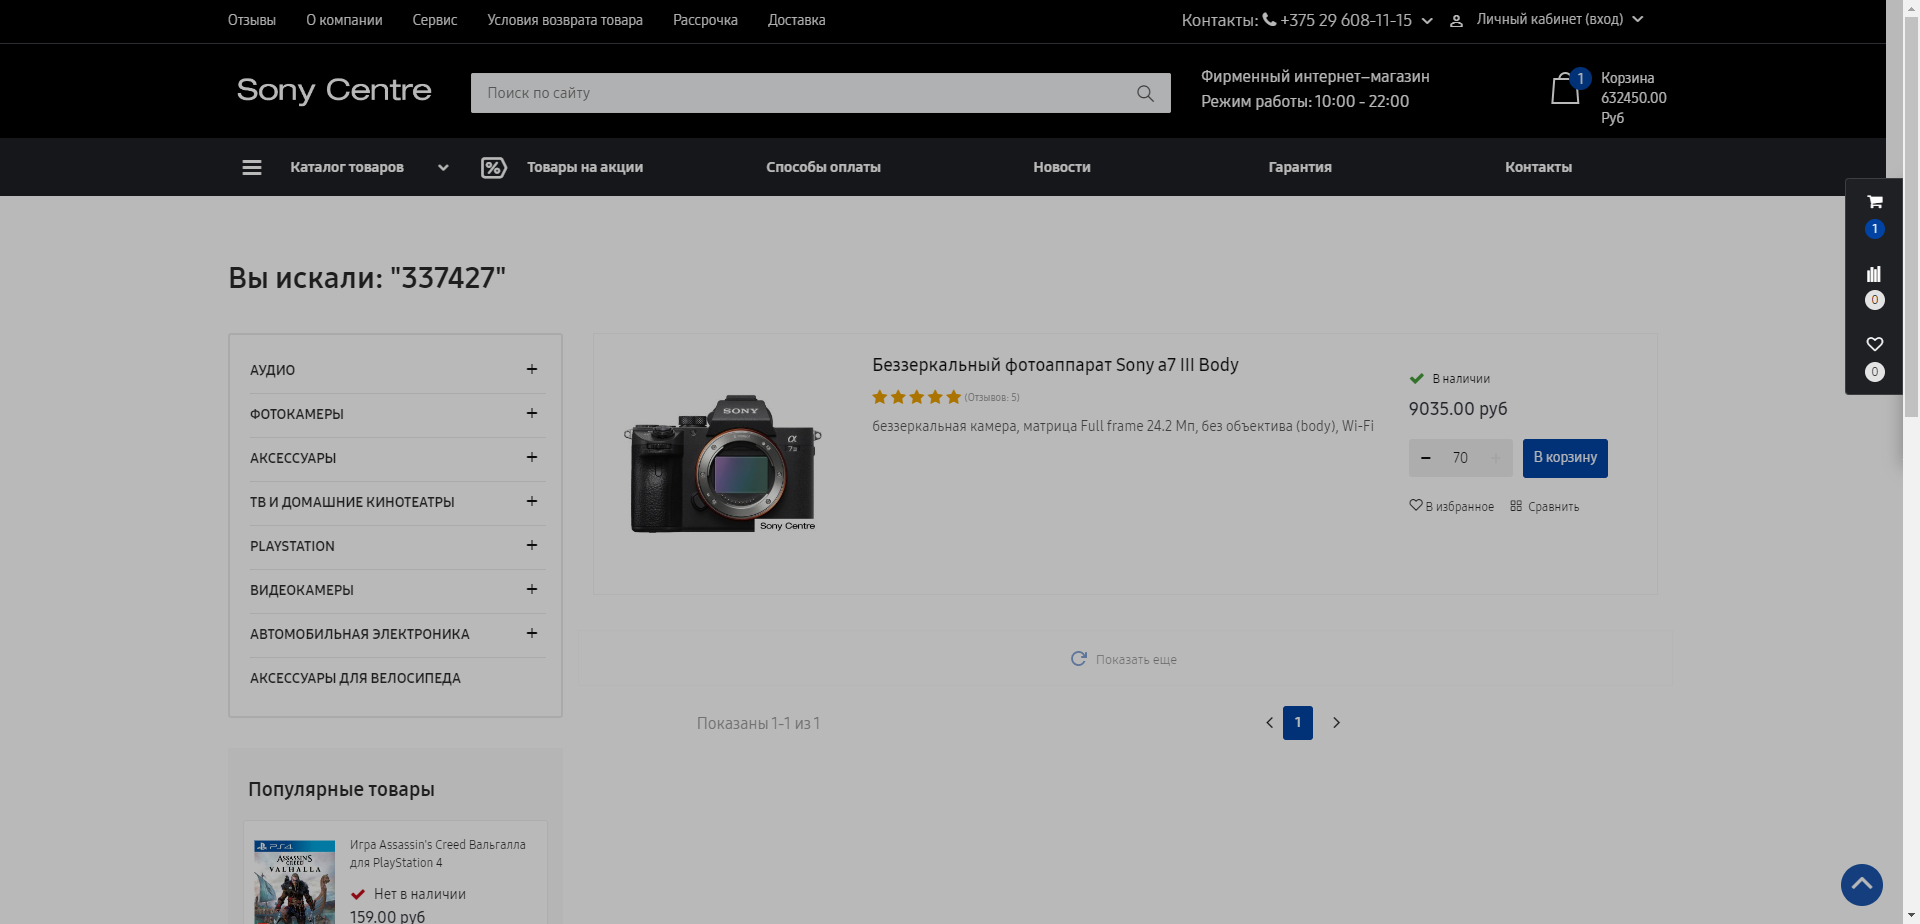 Отзывы
О компании
Сервис
Условия возврата товара
Рассрочка
Доставка
Контакты: +375 29 608-11-15
Личный кабинет (вход)
Sony Centre
Поиск по сайту
Фирменный интернет–магазин
Режим работы: 10:00 - 22:00
1
Корзина
632450.00
Руб
Каталог товаров
Товары на акции
Способы оплаты
Новости
Гарантия
Контакты
1
0
0
Вы искали: "337427"
АУДИО
ФОТОКАМЕРЫ
АКСЕССУАРЫ
ТВ И ДОМАШНИЕ КИНОТЕАТРЫ
PLAYSTATION
ВИДЕОКАМЕРЫ
АВТОМОБИЛЬНАЯ ЭЛЕКТРОНИКА
АКСЕССУАРЫ ДЛЯ ВЕЛОСИПЕДА
SONY
Sony Centre
Беззеркальный фотоаппарат Sony a7 III Body
(Отзывов: 5)
беззеркальная камера, матрица Full frame 24.2 Мп, без объектива (body), Wi-Fi
В наличии
9035.00 руб
− 70 +
В корзину
В избранное
Сравнить
Показать еще
Показаны 1-1 из 1
1
Популярные товары
PS4
ASSASSIN'S
CREED
VALHALLA
Игра Assassin's Creed Вальгалла
для PlayStation 4
Нет в наличии
159.00 руб